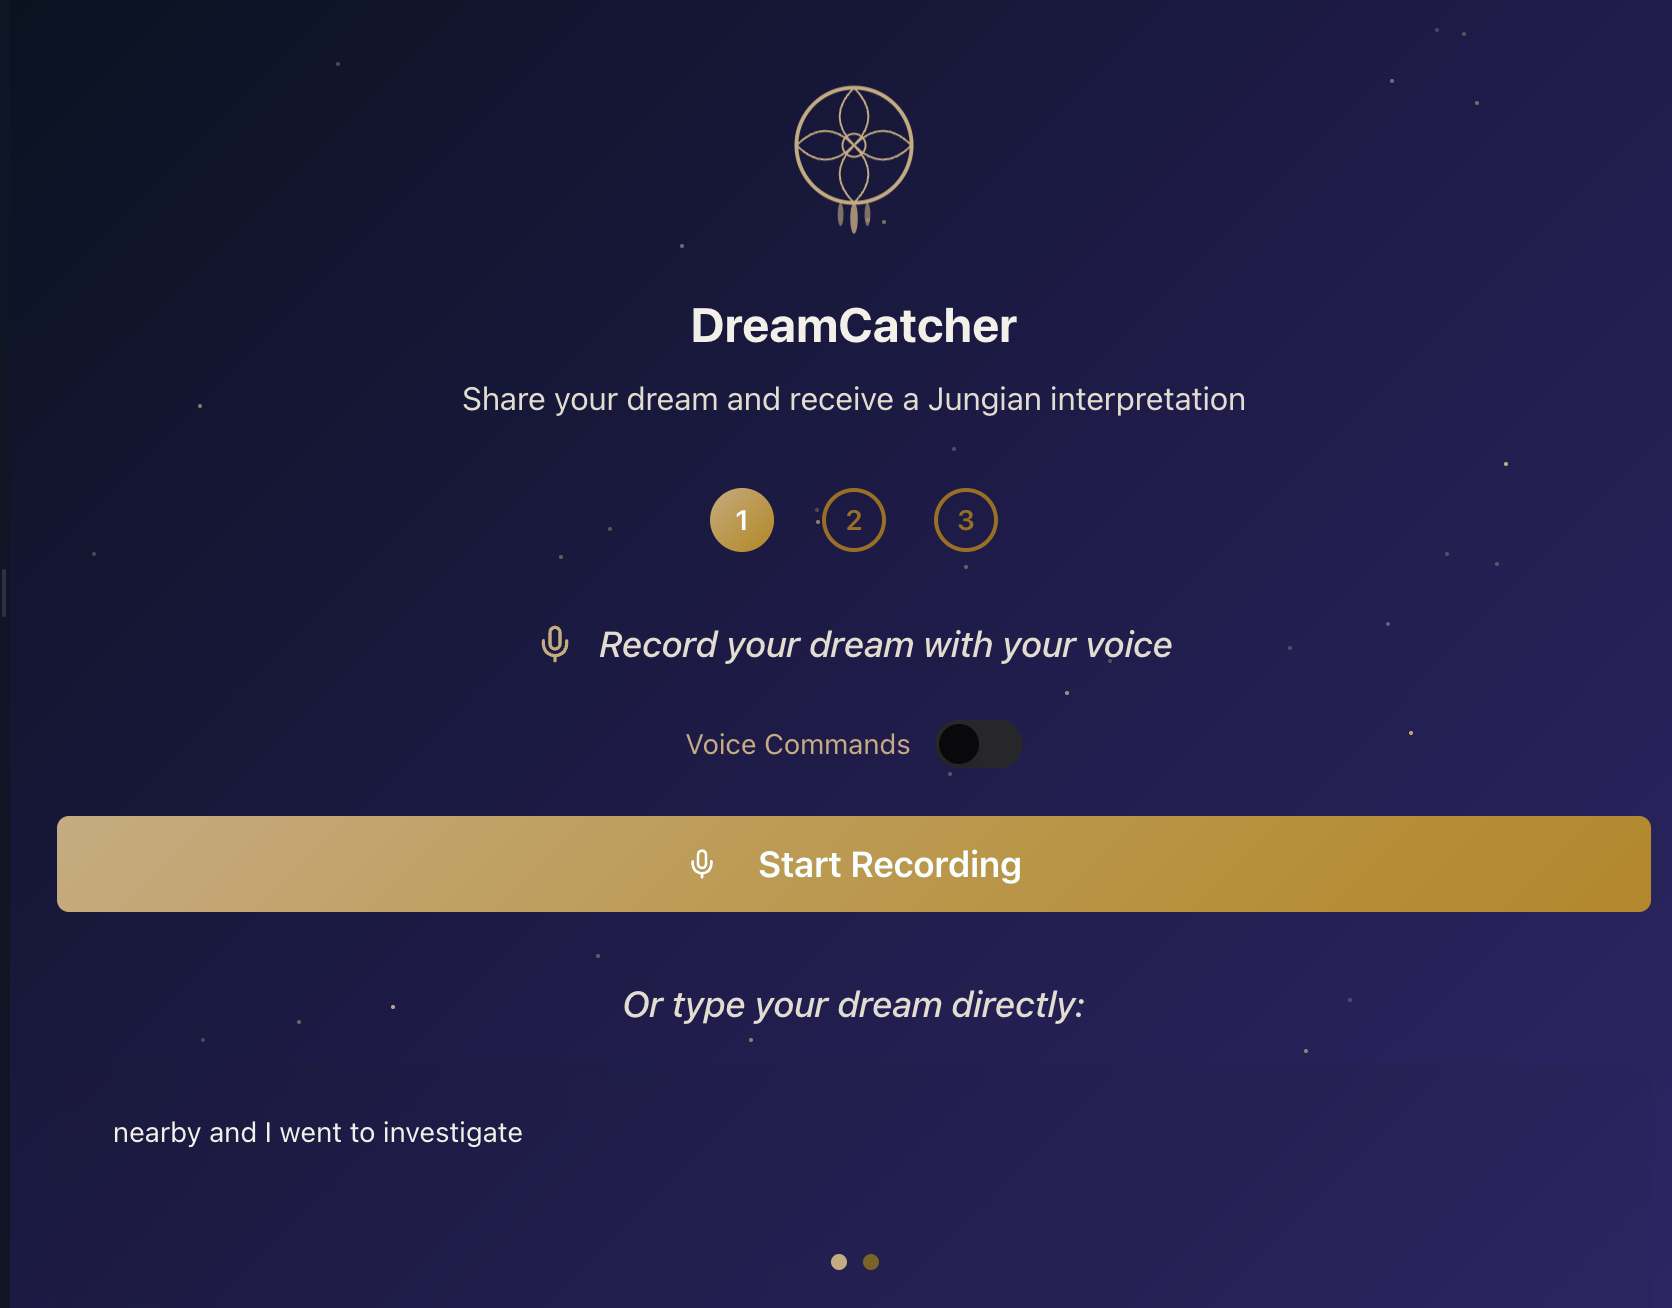 DreamCatcher
Share your dream and receive a Jungian interpretation
1 2 3
Record your dream with your voice
Voice Commands
Start Recording
Or type your dream directly:
nearby and I went to investigate